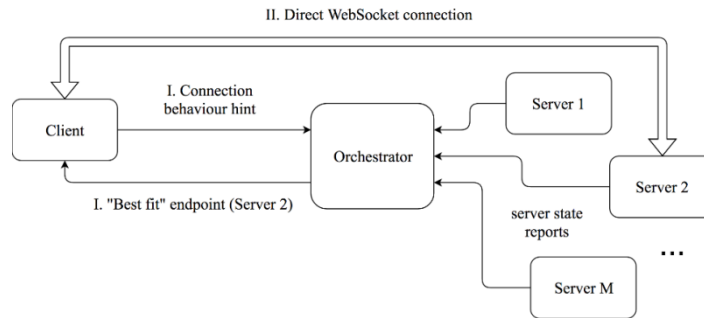 II. Direct WebSocket connection
I. Connection
behaviour hint
Server 1
Client
Orchestrator
Server 2
I. "Best fit" endpoint (Server 2)
server state
reports
...
Server M